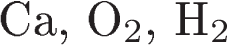 Ca, O₂, H₂